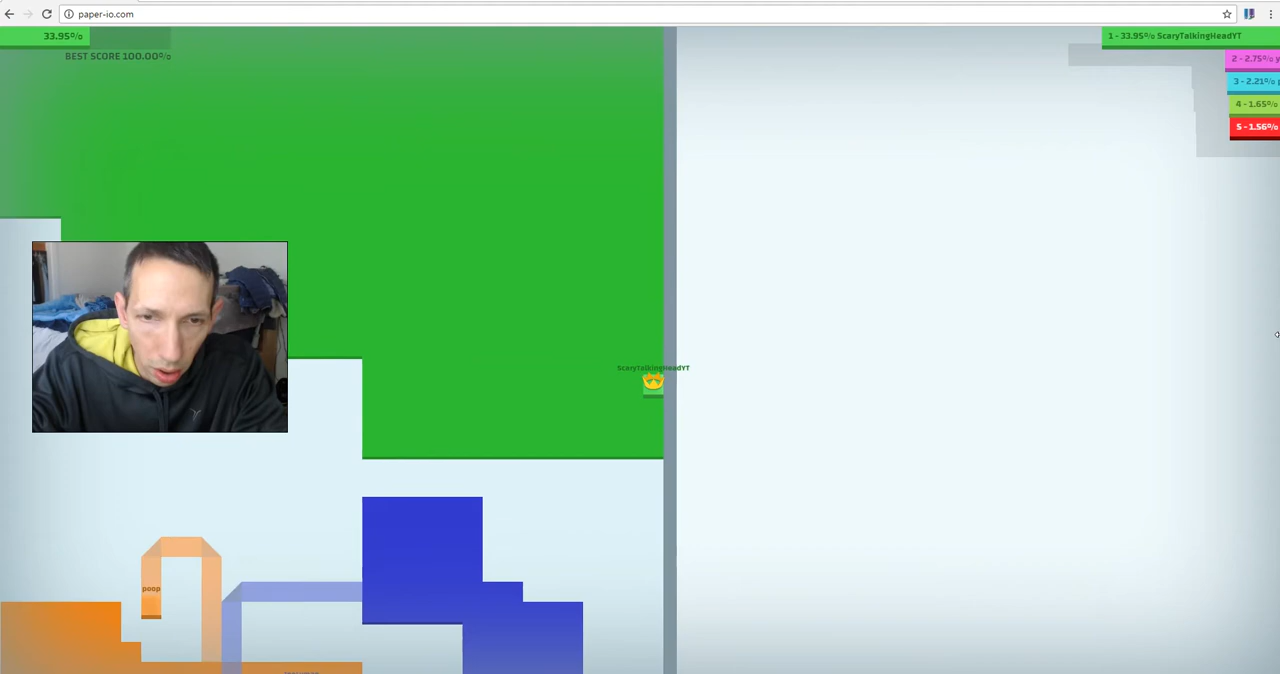 paper-io.com
33.95%
BEST SCORE 100.00%
1 - 33.95% ScaryTalkingHeadYT
2 - 2.75% y
3 - 2.21% p
4 - 1.65%
5 - 1.56%
ScaryTalkingHeadYT
poop